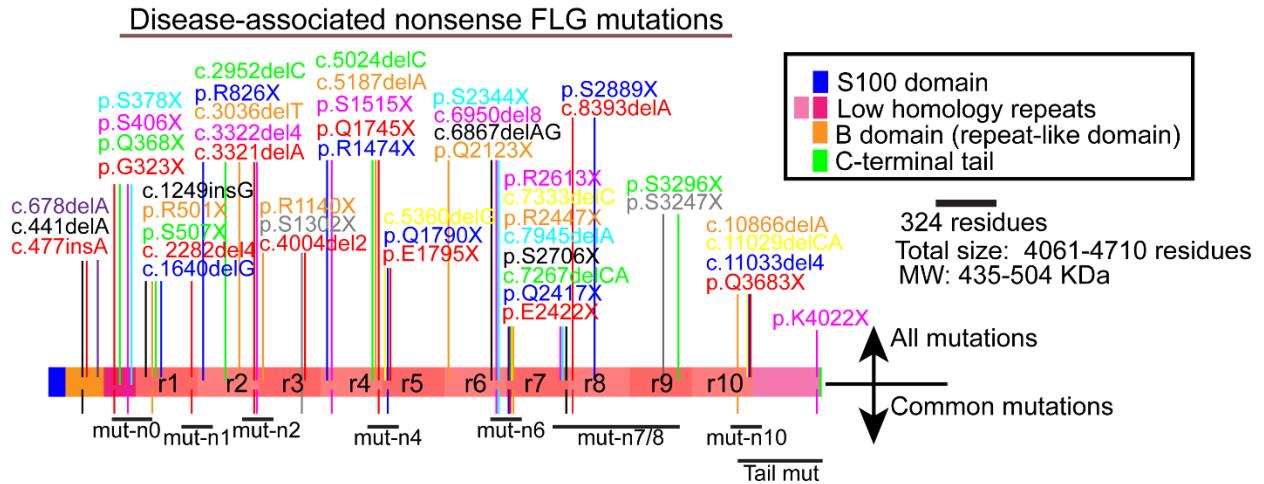 Disease-associated nonsense FLG mutations
c.678delA
c.441delA
c.477insA
p.S378X
p.S406X
p.Q368X
p.G323X
c.1249insG
p.R501X
p.S507X
c. 2282del4
c.1640delG
c.2952delC
p.R826X
c.3036delT
c.3322del4
c.3321delA
p.R1140X
p.S1302X
c.4004del2
c.5024delC
c.5187delA
p.S1515X
p.Q1745X
p.R1474X
c.5360delG
p.Q1790X
p.E1795X
p.S2344X
c.6950del8
c.6867delAG
p.Q2123X
p.R2613X
c.7333delC
p.R2447X
c.7945delA
p.S2706X
c.7267delCA
p.Q2417X
p.E2422X
p.S2889X
c.8393delA
p.S3296X
p.S3247X
c.10866delA
c.11029delCA
c.11033del4
p.Q3683X
p.K4022X
S100 domain
Low homology repeats
B domain (repeat-like domain)
C-terminal tail
324 residues
Total size: 4061-4710 residues
MW: 435-504 KDa
All mutations
Common mutations
r1 r2 r3 r4 r5 r6 r7 r8 r9 r10
mut-n0 mut-n1 mut-n2 mut-n4 mut-n6 mut-n7/8 mut-n10
Tail mut